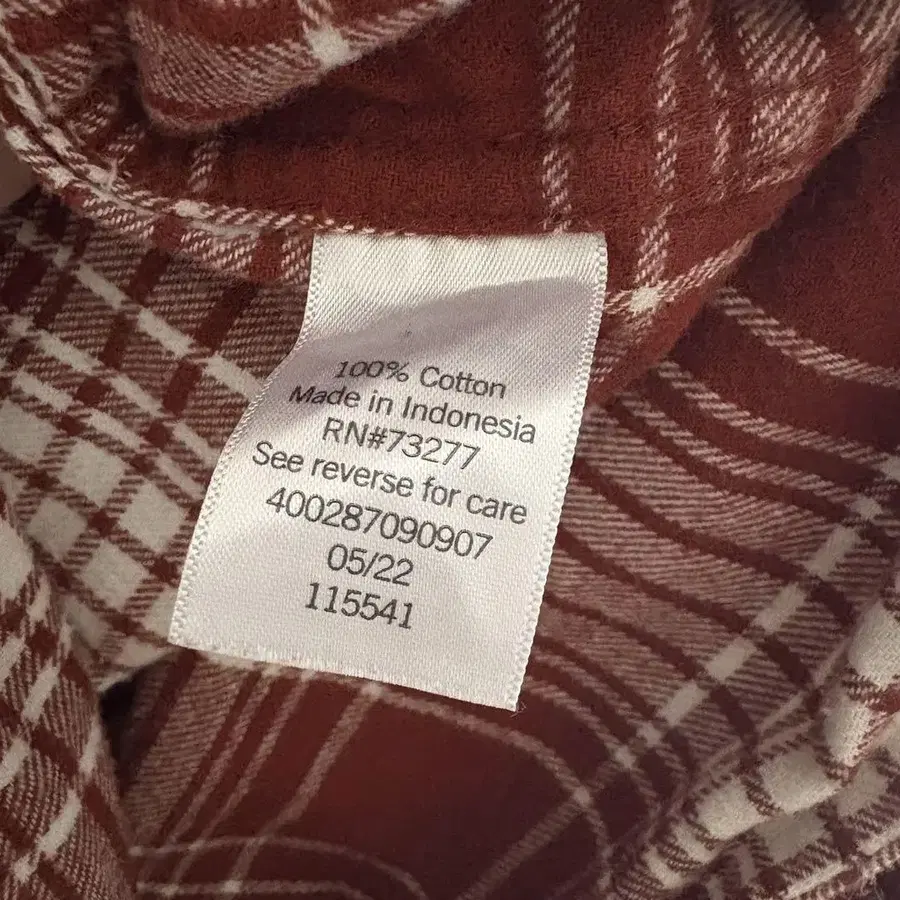 100% Cotton
Made in Indonesia
RN#73277
See reverse for care
400287090907
05/22
115541